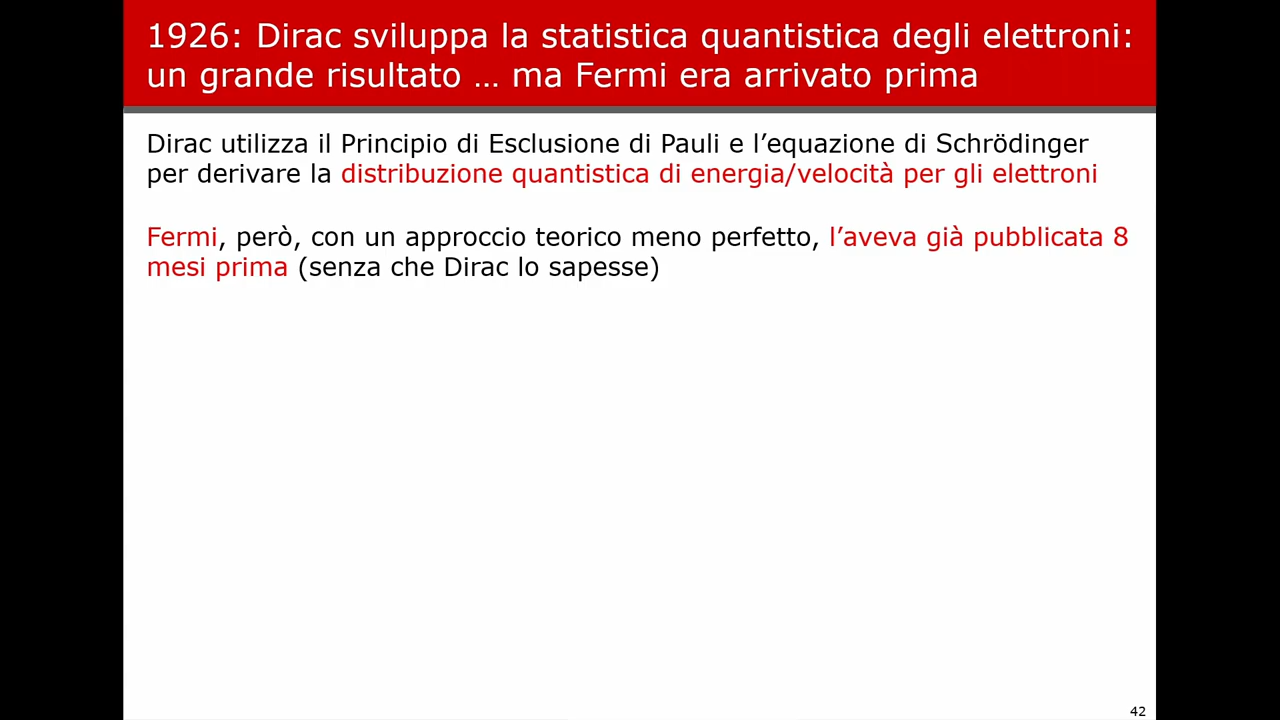 1926: Dirac sviluppa la statistica quantistica degli elettroni:
un grande risultato … ma Fermi era arrivato prima
Dirac utilizza il Principio di Esclusione di Pauli e l’equazione di Schrödinger
per derivare la distribuzione quantistica di energia/velocità per gli elettroni
Fermi, però, con un approccio teorico meno perfetto, l’aveva già pubblicata 8
mesi prima (senza che Dirac lo sapesse)
42